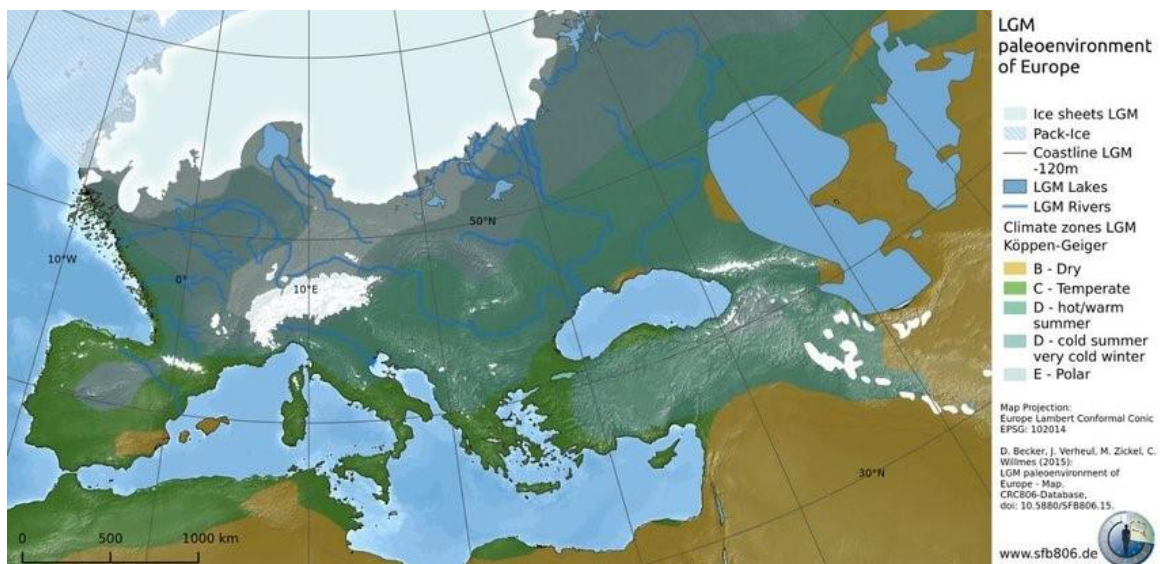 LGM
paleoenvironment
of Europe
Ice sheets LGM
Pack-Ice
Coastline LGM
-120m
LGM Lakes
LGM Rivers
Climate zones LGM
Köppen-Geiger
B - Dry
C - Temperate
D - hot/warm
summer
D - cold summer
very cold winter
E - Polar
Map Projection:
Europe Lambert Conformal Conic
EPSG: 102014
D. Becker, J. Verheul, M. Zickel, C.
Willmes (2015):
LGM paleoenvironment of
Europe - Map.
CRC806-Database,
doi: 10.5880/SFB806.15.
www.sfb806.de
50°N
10°W
0°
10°E
30°N
0 500 1000 km